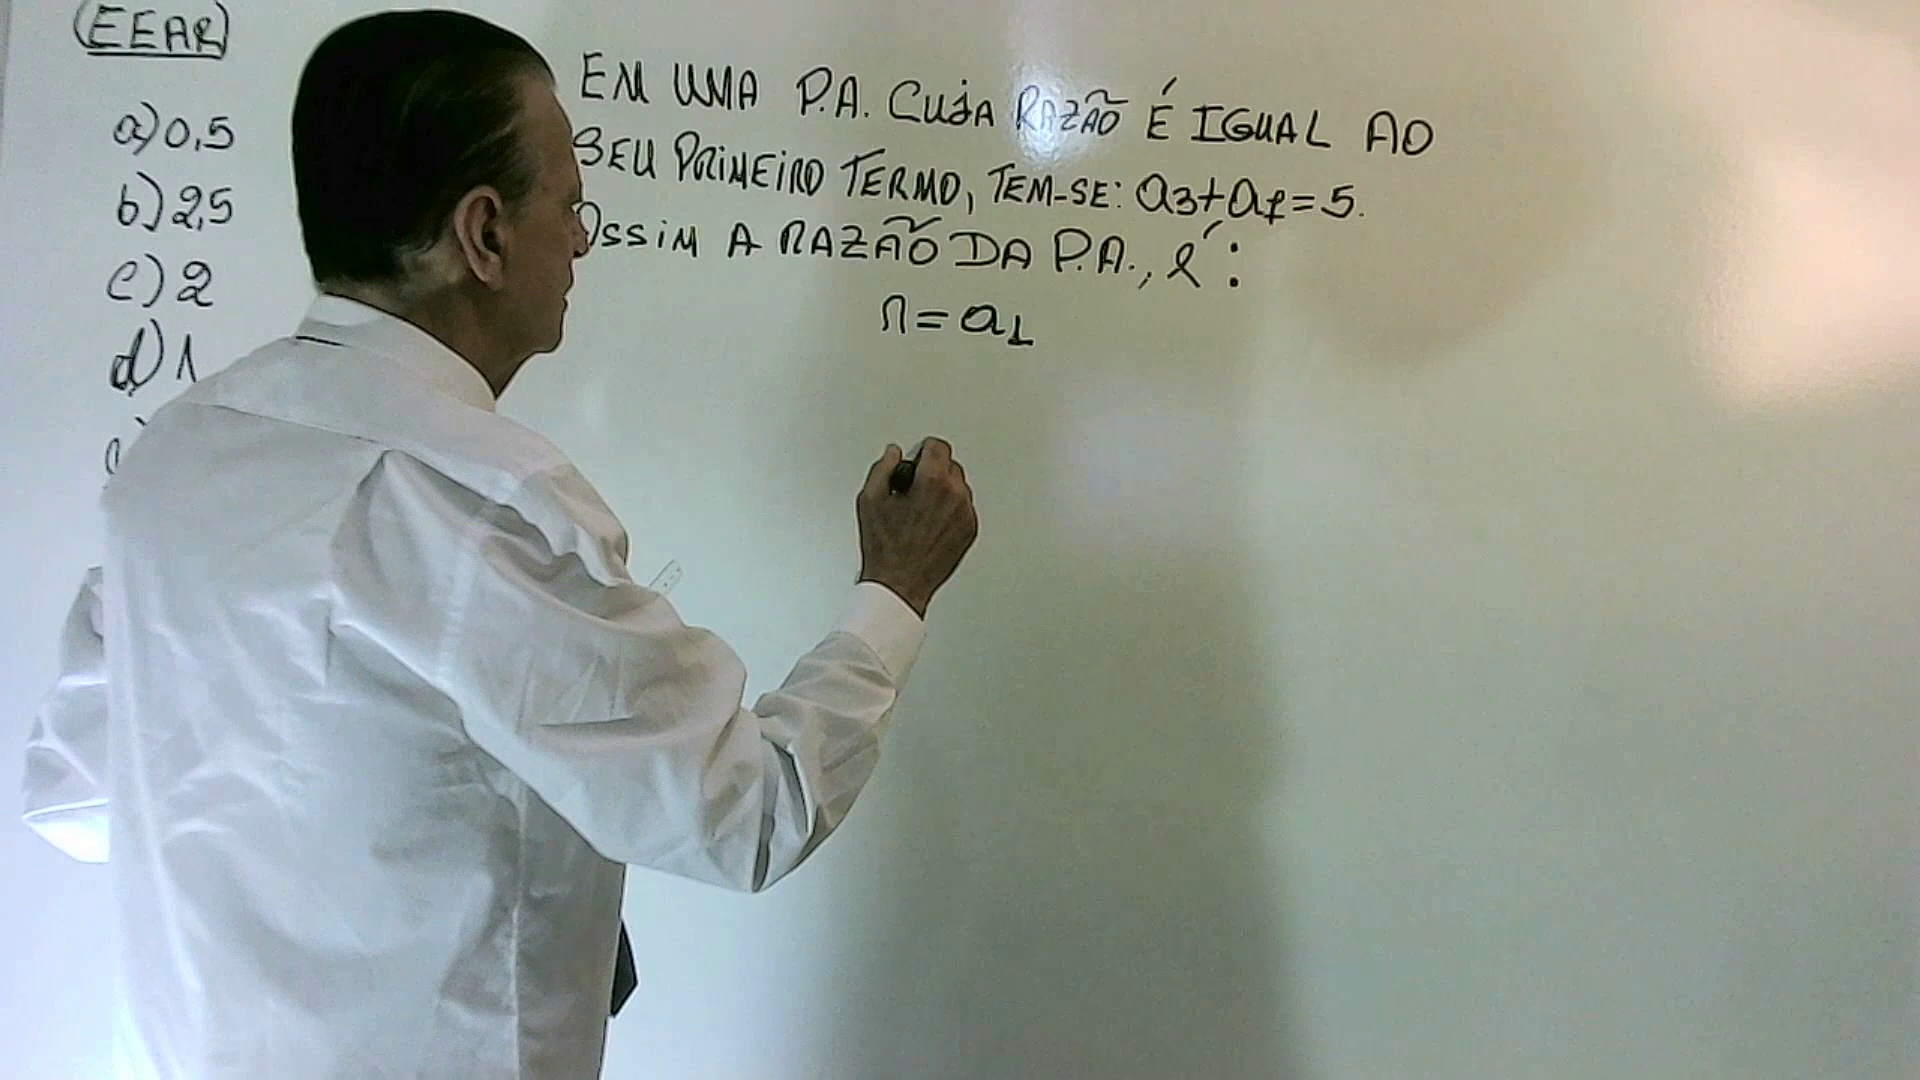 (EEAR)
a) 0,5
b) 2,5
c) 2
d) 1
EM UMA P.A. CUJA RAZÃO É IGUAL AO
SEU PRIMEIRO TERMO, TEM-SE: a3+a7=5.
ASSIM A RAZÃO DA P.A., é:
r=a1